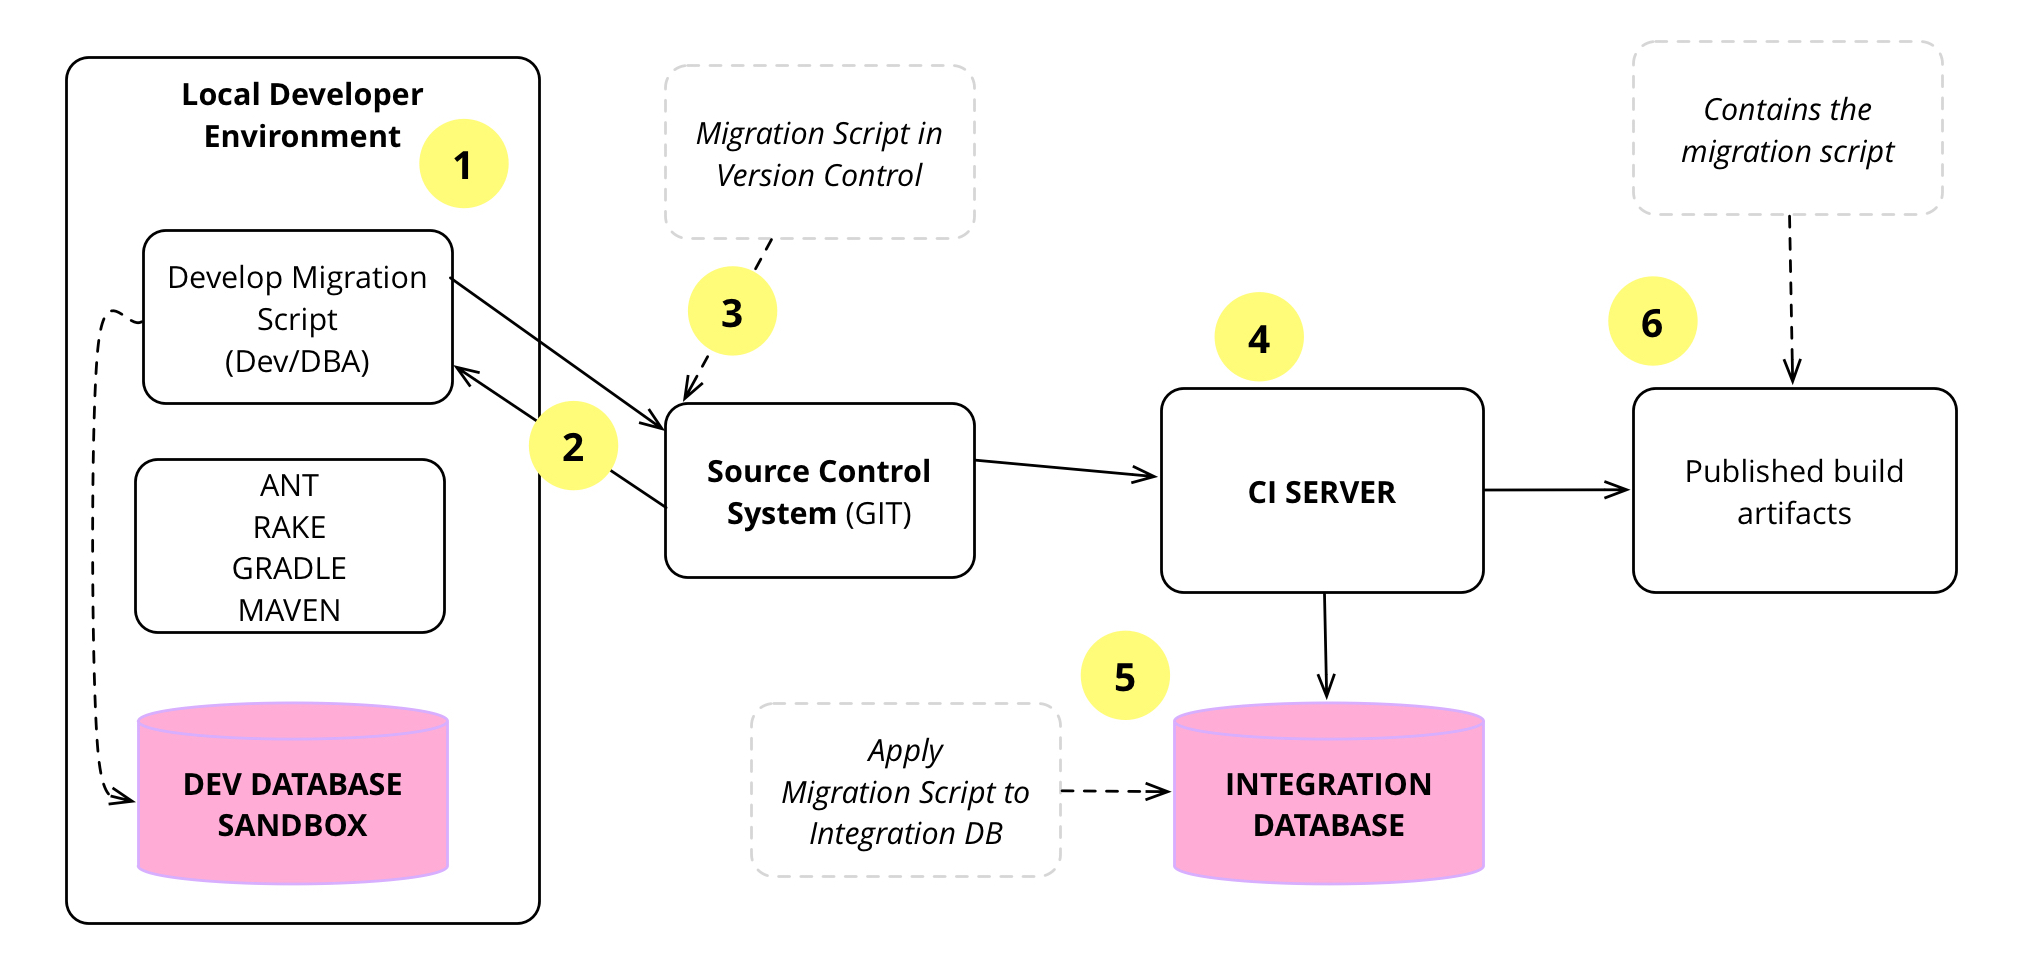 Local Developer
Environment
1
Develop Migration
Script
(Dev/DBA)
ANT
RAKE
GRADLE
MAVEN
DEV DATABASE
SANDBOX
2
Migration Script in
Version Control
3
Source Control
System (GIT)
4
CI SERVER
5
Apply
Migration Script to
Integration DB
INTEGRATION
DATABASE
Contains the
migration script
6
Published build
artifacts